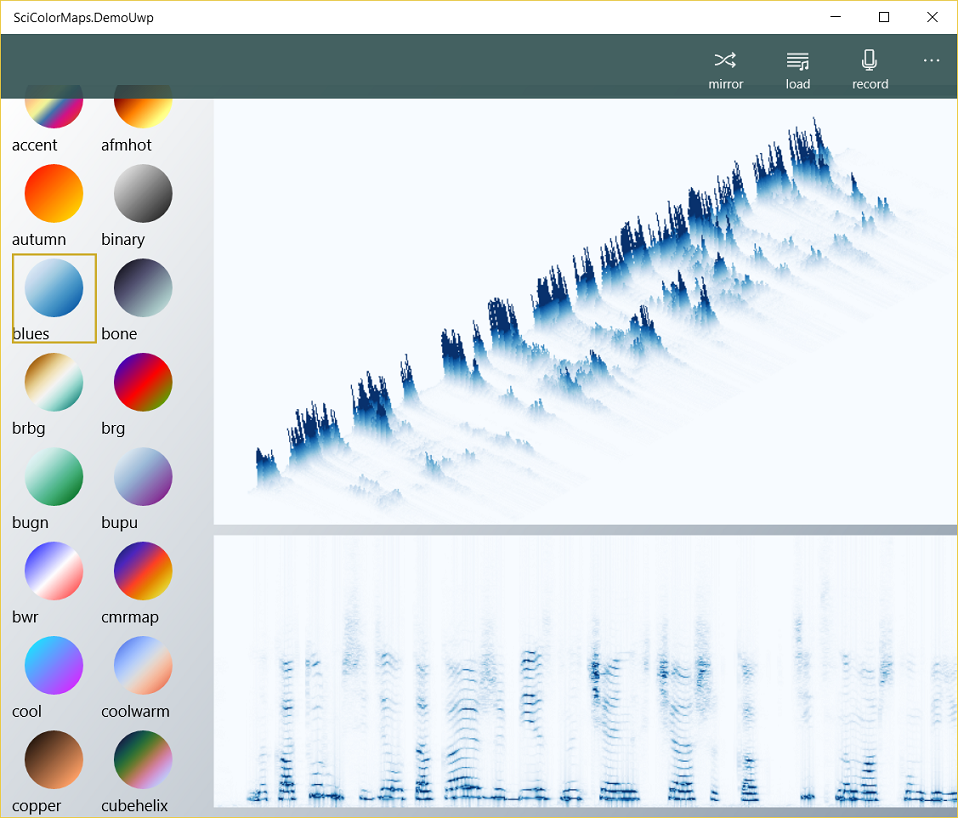 SciColorMaps.DemoUwp
mirror load record
accent afmhot
autumn binary
blues bone
brbg brg
bugn bupu
bwr cmrmap
cool coolwarm
copper cubehelix